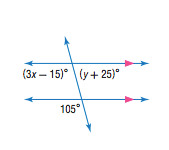 (3x – 15)° (y + 25)°
105°